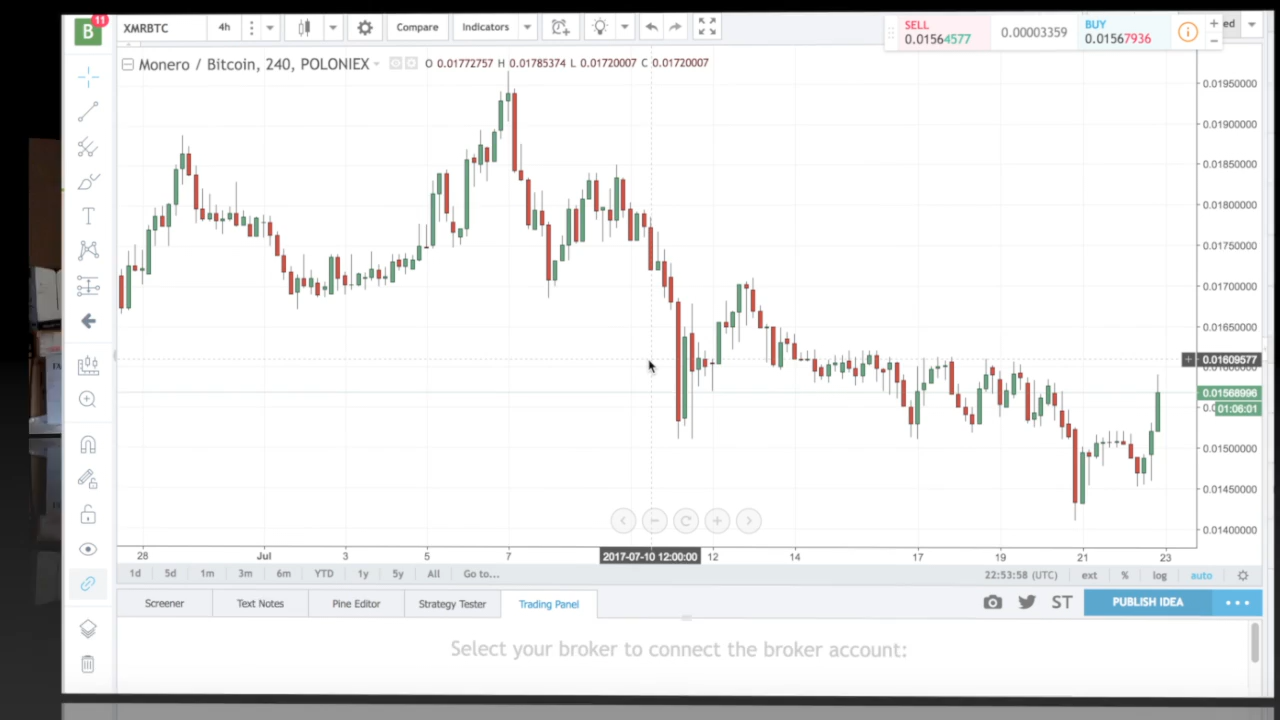 B
11
XMRBTC
4h
Compare
Indicators
SELL
0.01564577
0.00003359
BUY
0.01567936
ed
Monero / Bitcoin, 240, POLONIEX
O 0.01772757 H 0.01785374 L 0.01720007 C 0.01720007
0.01950000
0.01900000
0.01850000
0.01800000
0.01750000
0.01700000
0.01650000
0.01609577
0.01568996
01:06:01
0.01500000
0.01450000
0.01400000
28
Jul
3
5
7
2017-07-10 12:00:00
12
14
17
19
21
23
1d
5d
1m
3m
6m
YTD
1y
5y
All
Go to...
22:53:58 (UTC)
ext
%
log
auto
Screener
Text Notes
Pine Editor
Strategy Tester
Trading Panel
ST
PUBLISH IDEA
Select your broker to connect the broker account: